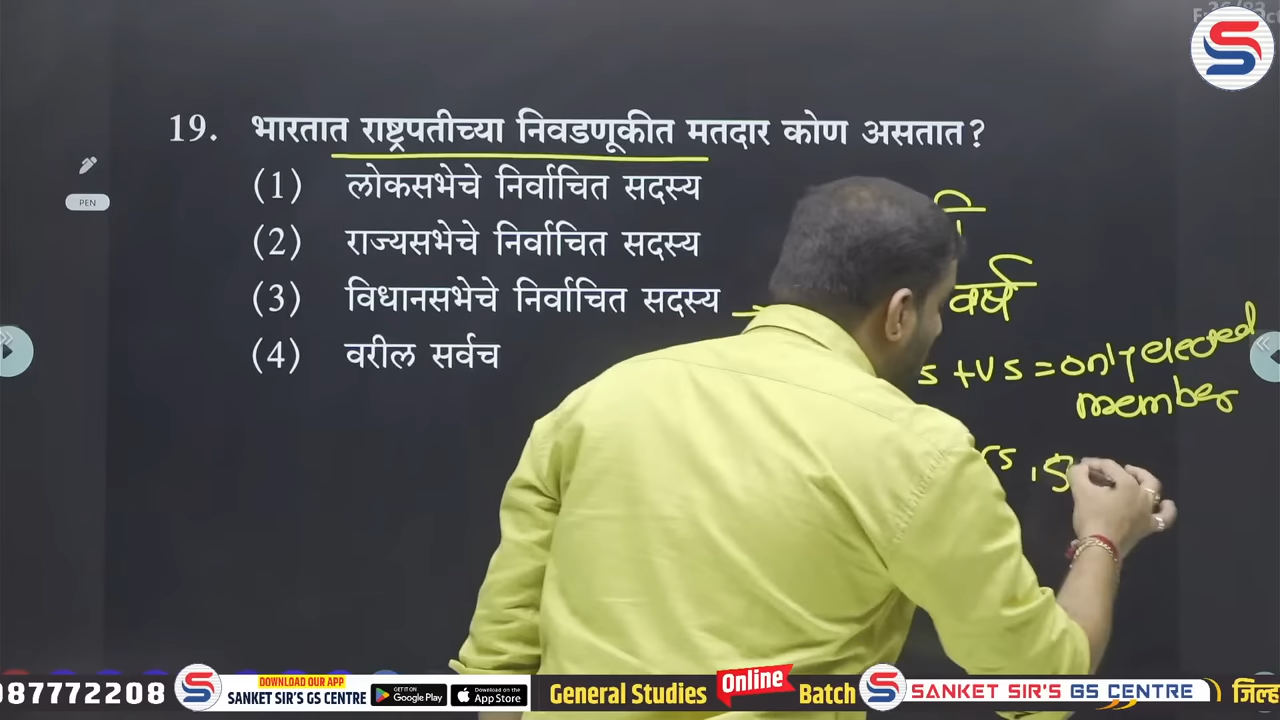 19. भारतात राष्ट्रपतीच्या निवडणूकीत मतदार कोण असतात?
(1) लोकसभेचे निर्वाचित सदस्य
(2) राज्यसभेचे निर्वाचित सदस्य
(3) विधानसभेचे निर्वाचित सदस्य
(4) वरील सर्वच
PEN
वर्ष
s + VS = only elected
member
rs , S
087772208
DOWNLOAD OUR APP
SANKET SIR'S GS CENTRE
GET IT ON
Google Play
Download on the
App Store
General Studies Online Batch
SANKET SIR'S GS CENTRE
जिल्ह